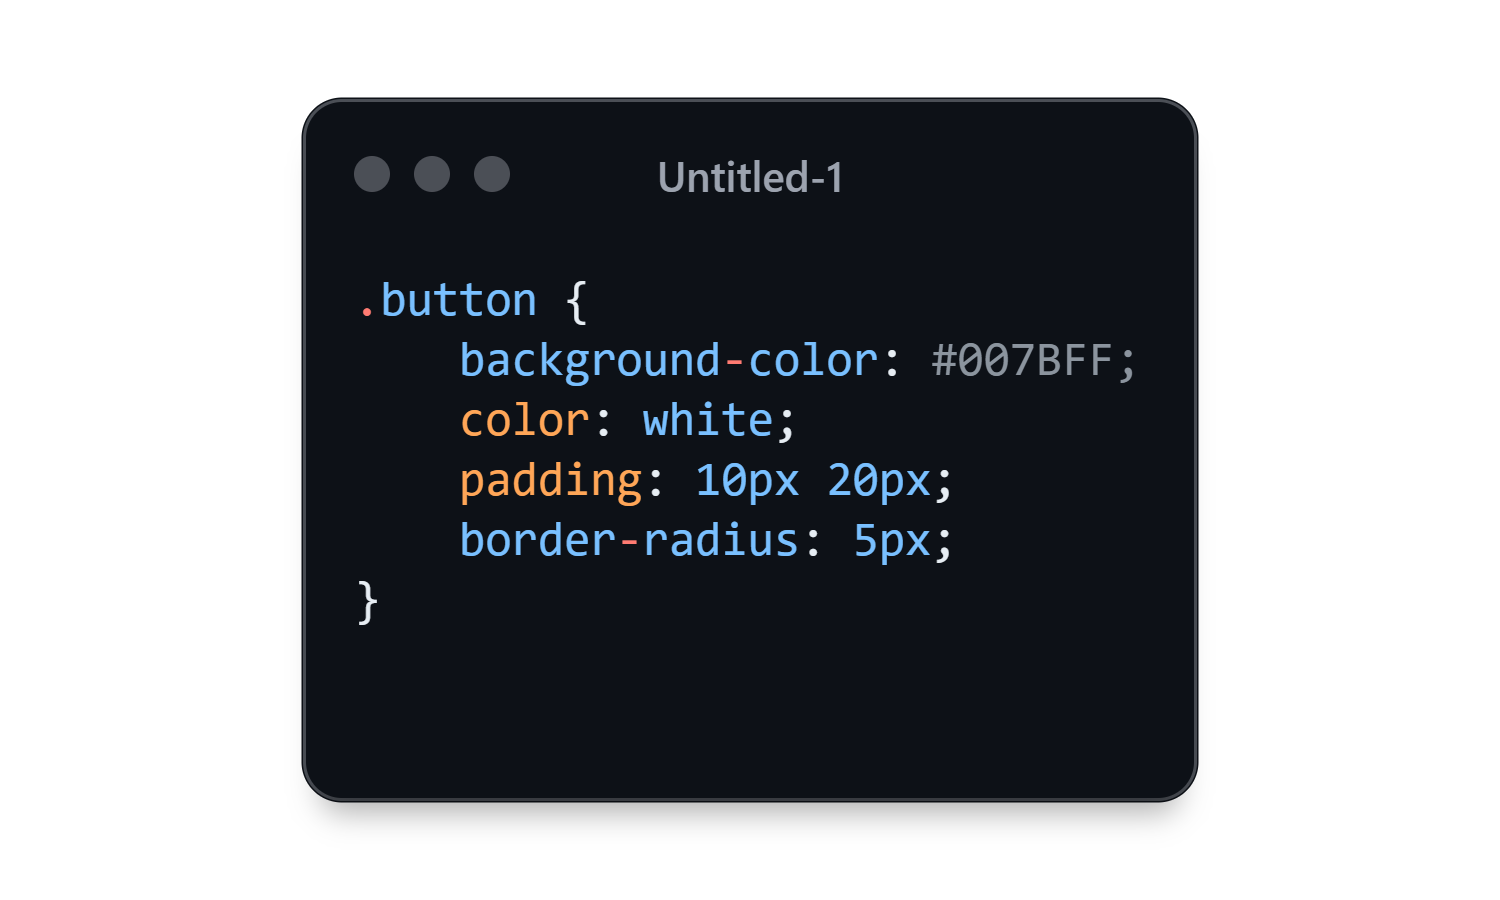 Untitled-1
.button {
    background-color: #007BFF;
    color: white;
    padding: 10px 20px;
    border-radius: 5px;
}